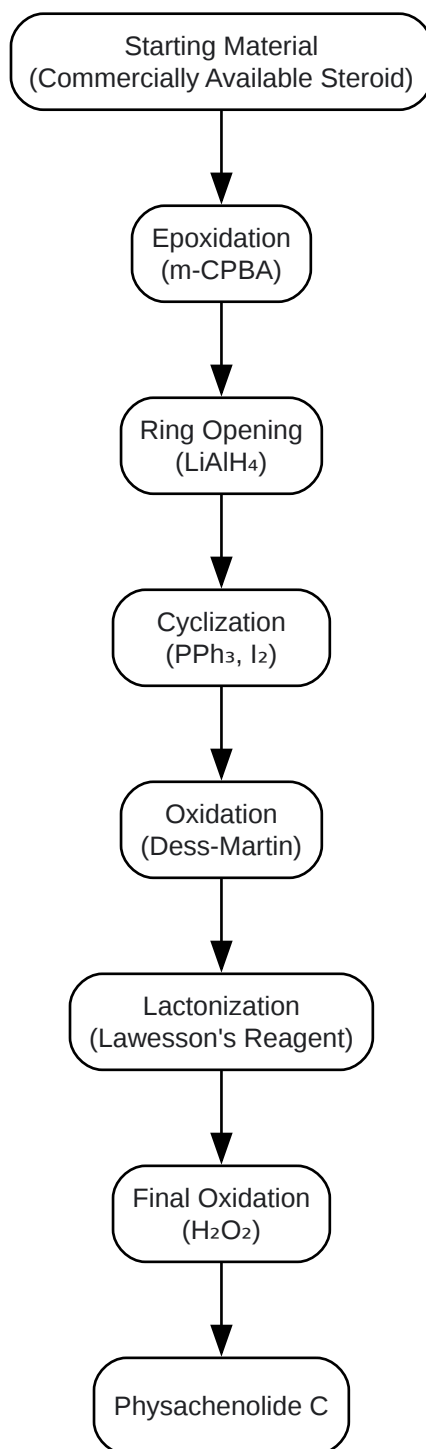 Starting Material
(Commercially Available Steroid)
Epoxidation
(m-CPBA)
Ring Opening
(LiAlH₄)
Cyclization
(PPh₃, I₂)
Oxidation
(Dess-Martin)
Lactonization
(Lawesson's Reagent)
Final Oxidation
(H₂O₂)
Physachenolide C